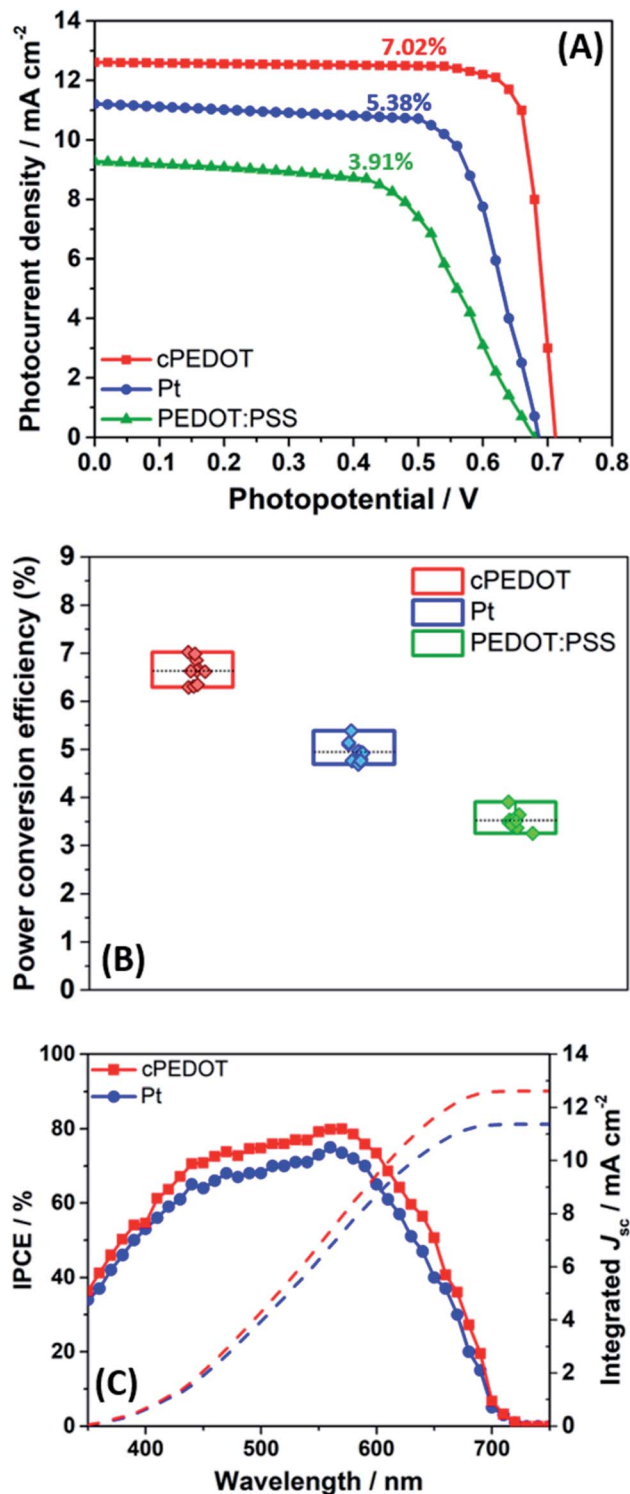 (A)
7.02%
5.38%
3.91%
14
12
10
8
6
4
2
0
Photocurrent density / mA cm⁻²
cPEDOT
Pt
PEDOT:PSS
0.0 0.1 0.2 0.3 0.4 0.5 0.6 0.7 0.8
Photopotential / V
9
8
7
6
5
4
3
2
1
0
Power conversion efficiency (%)
cPEDOT
Pt
PEDOT:PSS
(B)
100
80
60
40
20
0
IPCE / %
cPEDOT
Pt
14
12
10
8
6
4
2
0
Integrated Jsc / mA cm⁻²
(C)
400 500 600 700
Wavelength / nm